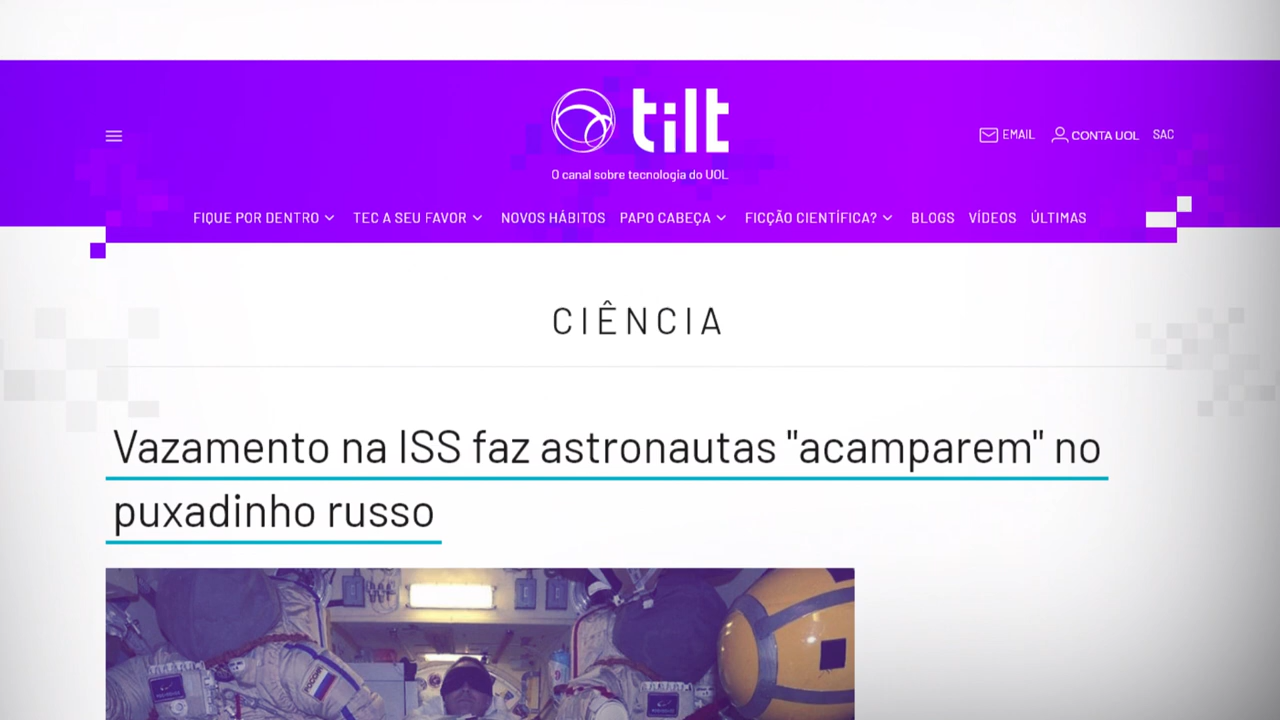 tilt
O canal sobre tecnologia do UOL
EMAIL CONTA UOL SAC
FIQUE POR DENTRO TEC A SEU FAVOR NOVOS HÁBITOS PAPO CABEÇA FICÇÃO CIENTÍFICA? BLOGS VÍDEOS ÚLTIMAS
CIÊNCIA
Vazamento na ISS faz astronautas "acamparem" no
puxadinho russo